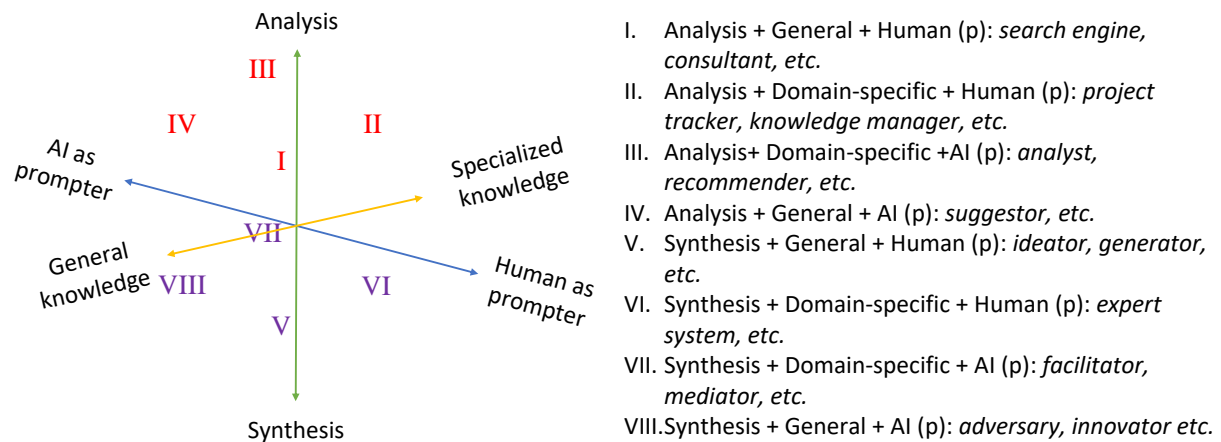 Analysis
III
IV
II
I
AI as
prompter
Specialized
knowledge
VII
General
knowledge
VIII
VI
Human as
prompter
V
Synthesis
I. Analysis + General + Human (p): search engine,
consultant, etc.
II. Analysis + Domain-specific + Human (p): project
tracker, knowledge manager, etc.
III. Analysis+ Domain-specific +AI (p): analyst,
recommender, etc.
IV. Analysis + General + AI (p): suggestor, etc.
V. Synthesis + General + Human (p): ideator, generator,
etc.
VI. Synthesis + Domain-specific + Human (p): expert
system, etc.
VII. Synthesis + Domain-specific + AI (p): facilitator,
mediator, etc.
VIII.Synthesis + General + AI (p): adversary, innovator etc.